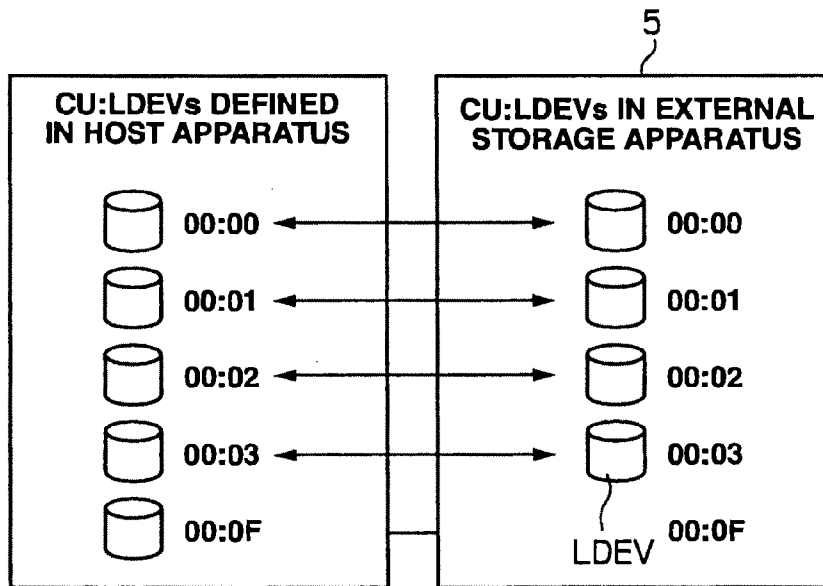 5
CU:LDEVs DEFINED
IN HOST APPARATUS
00:00
00:01
00:02
00:03
00:0F
CU:LDEVs IN EXTERNAL
STORAGE APPARATUS
00:00
00:01
00:02
00:03
LDEV
00:0F